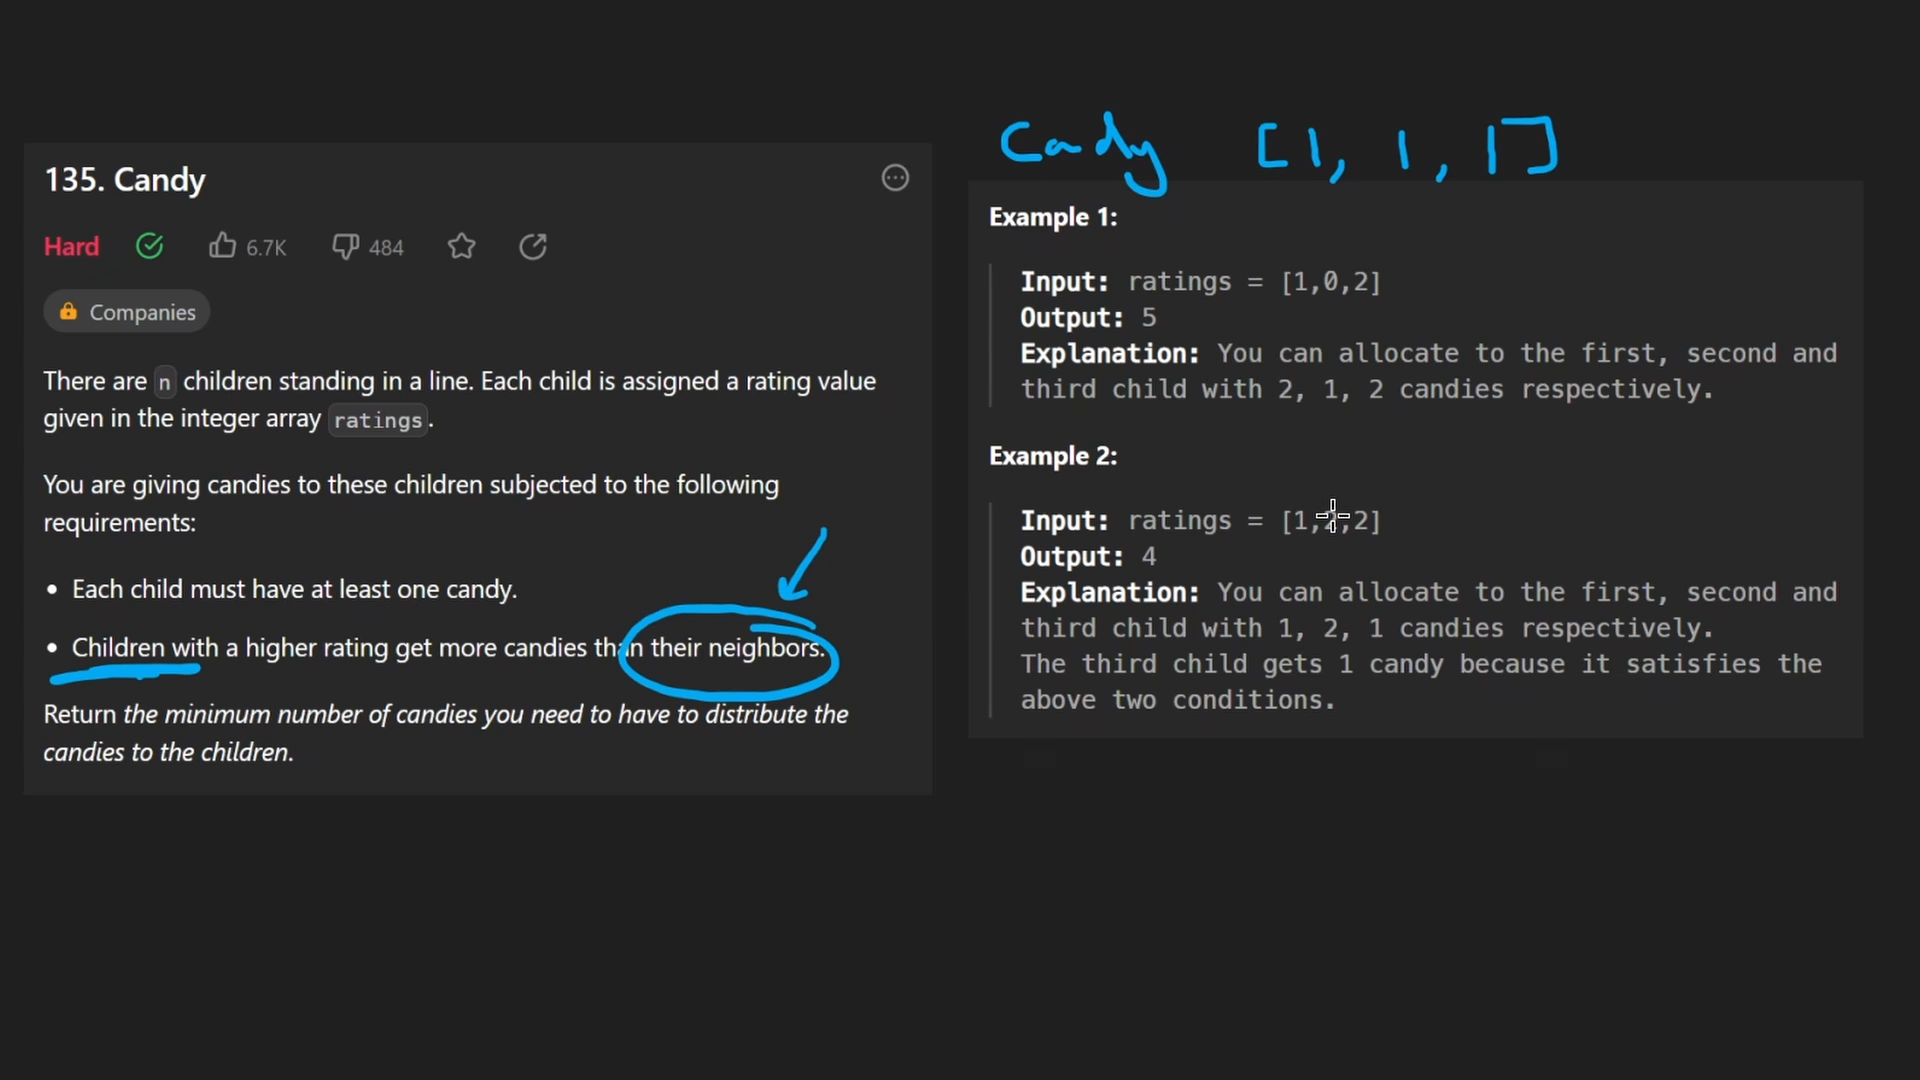 135. Candy
Hard 6.7K 484
Companies
There are n children standing in a line. Each child is assigned a rating value
given in the integer array ratings.
You are giving candies to these children subjected to the following
requirements:
• Each child must have at least one candy.
• Children with a higher rating get more candies than their neighbors.
Return the minimum number of candies you need to have to distribute the
candies to the children.
Candy [1, 1, 1]
Example 1:
Input: ratings = [1,0,2]
Output: 5
Explanation: You can allocate to the first, second and
third child with 2, 1, 2 candies respectively.
Example 2:
Input: ratings = [1,2,2]
Output: 4
Explanation: You can allocate to the first, second and
third child with 1, 2, 1 candies respectively.
The third child gets 1 candy because it satisfies the
above two conditions.